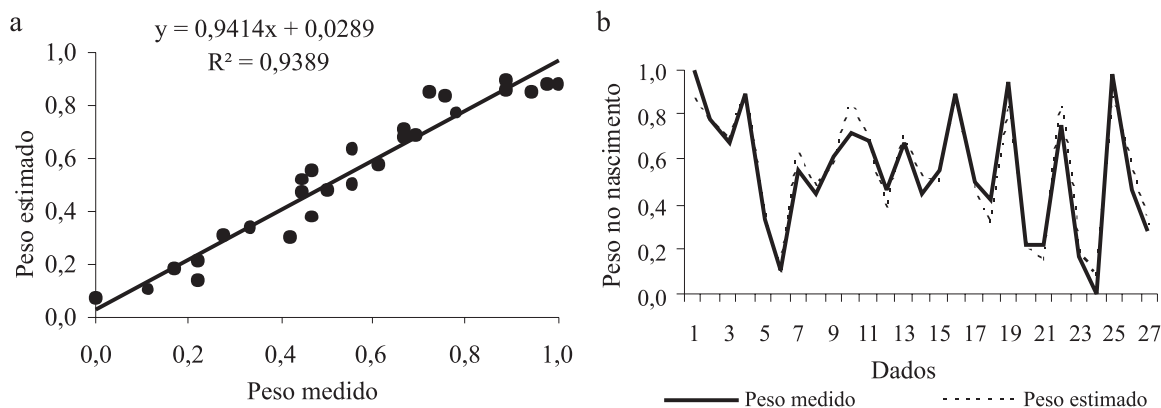 a
y = 0,9414x + 0,0289
R² = 0,9389
1,0
0,8
0,6
0,4
0,2
0,0
Peso estimado
0,0 0,2 0,4 0,6 0,8 1,0
Peso medido
b
1,0
0,8
0,6
0,4
0,2
0,0
Peso no nascimento
1 3 5 7 9 11 13 15 17 19 21 23 25 27
Dados
Peso medido Peso estimado